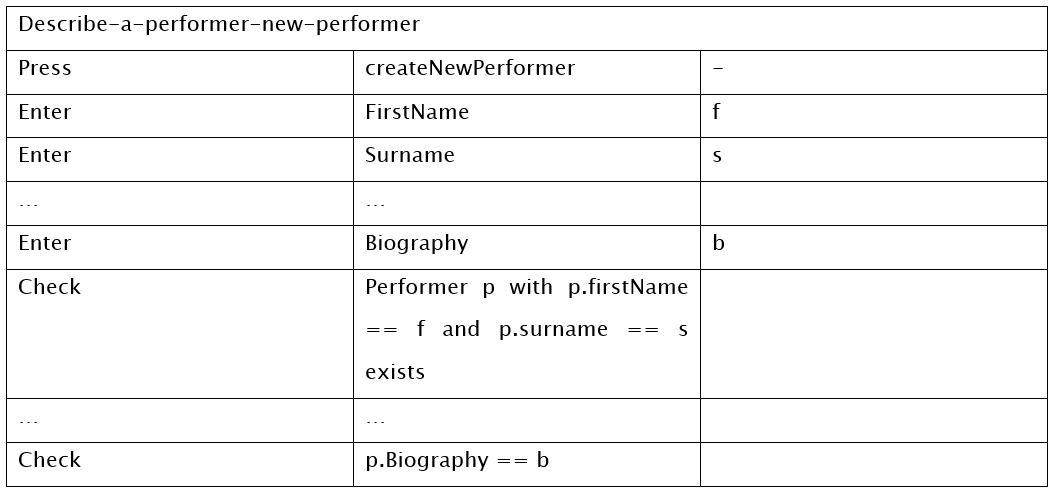 Describe-a-performer-new-performer
Press createNewPerformer -
Enter FirstName f
Enter Surname s
... ...
Enter Biography b
Check Performer p with p.firstName
== f and p.surname == s
exists
... ...
Check p.Biography == b